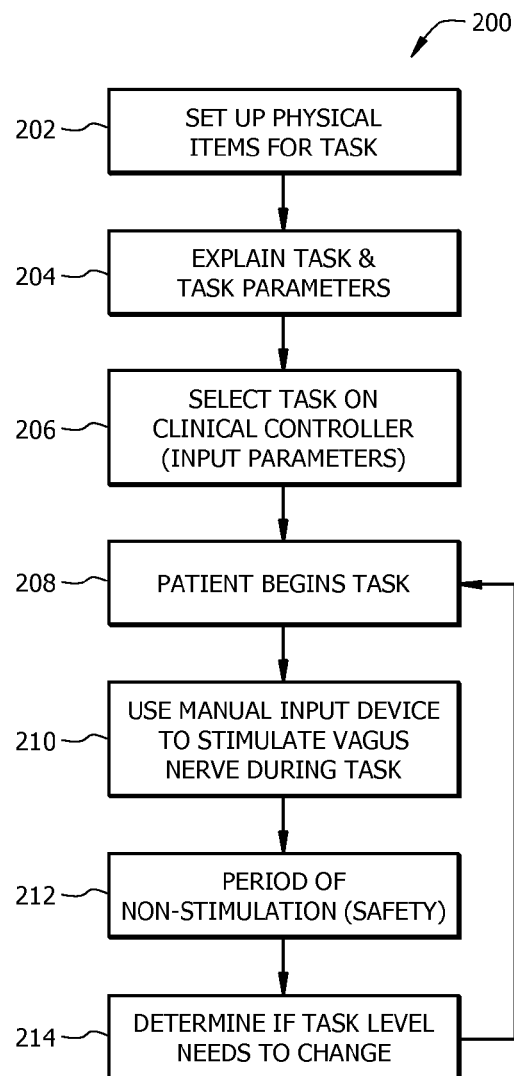 200
202
SET UP PHYSICAL
ITEMS FOR TASK
204
EXPLAIN TASK &
TASK PARAMETERS
206
SELECT TASK ON
CLINICAL CONTROLLER
(INPUT PARAMETERS)
208
PATIENT BEGINS TASK
210
USE MANUAL INPUT DEVICE
TO STIMULATE VAGUS
NERVE DURING TASK
212
PERIOD OF
NON-STIMULATION (SAFETY)
214
DETERMINE IF TASK LEVEL
NEEDS TO CHANGE